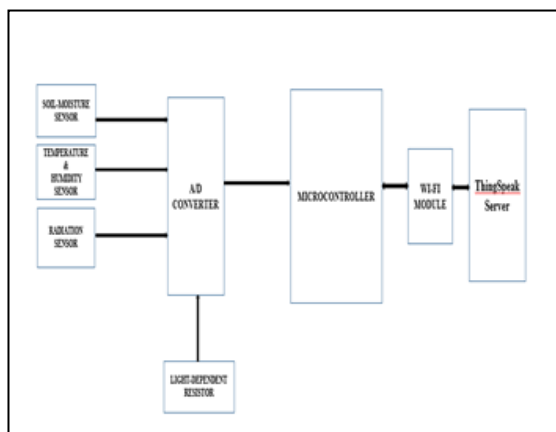 SOIL-MOISTURE
SENSOR
TEMPERATURE
&
HUMIDITY
SENSOR
RADIATION
SENSOR
A/D
CONVERTER
LIGHT-DEPENDENT
RESISTOR
MICROCONTROLLER
WI-FI
MODULE
ThingSpeak
Server